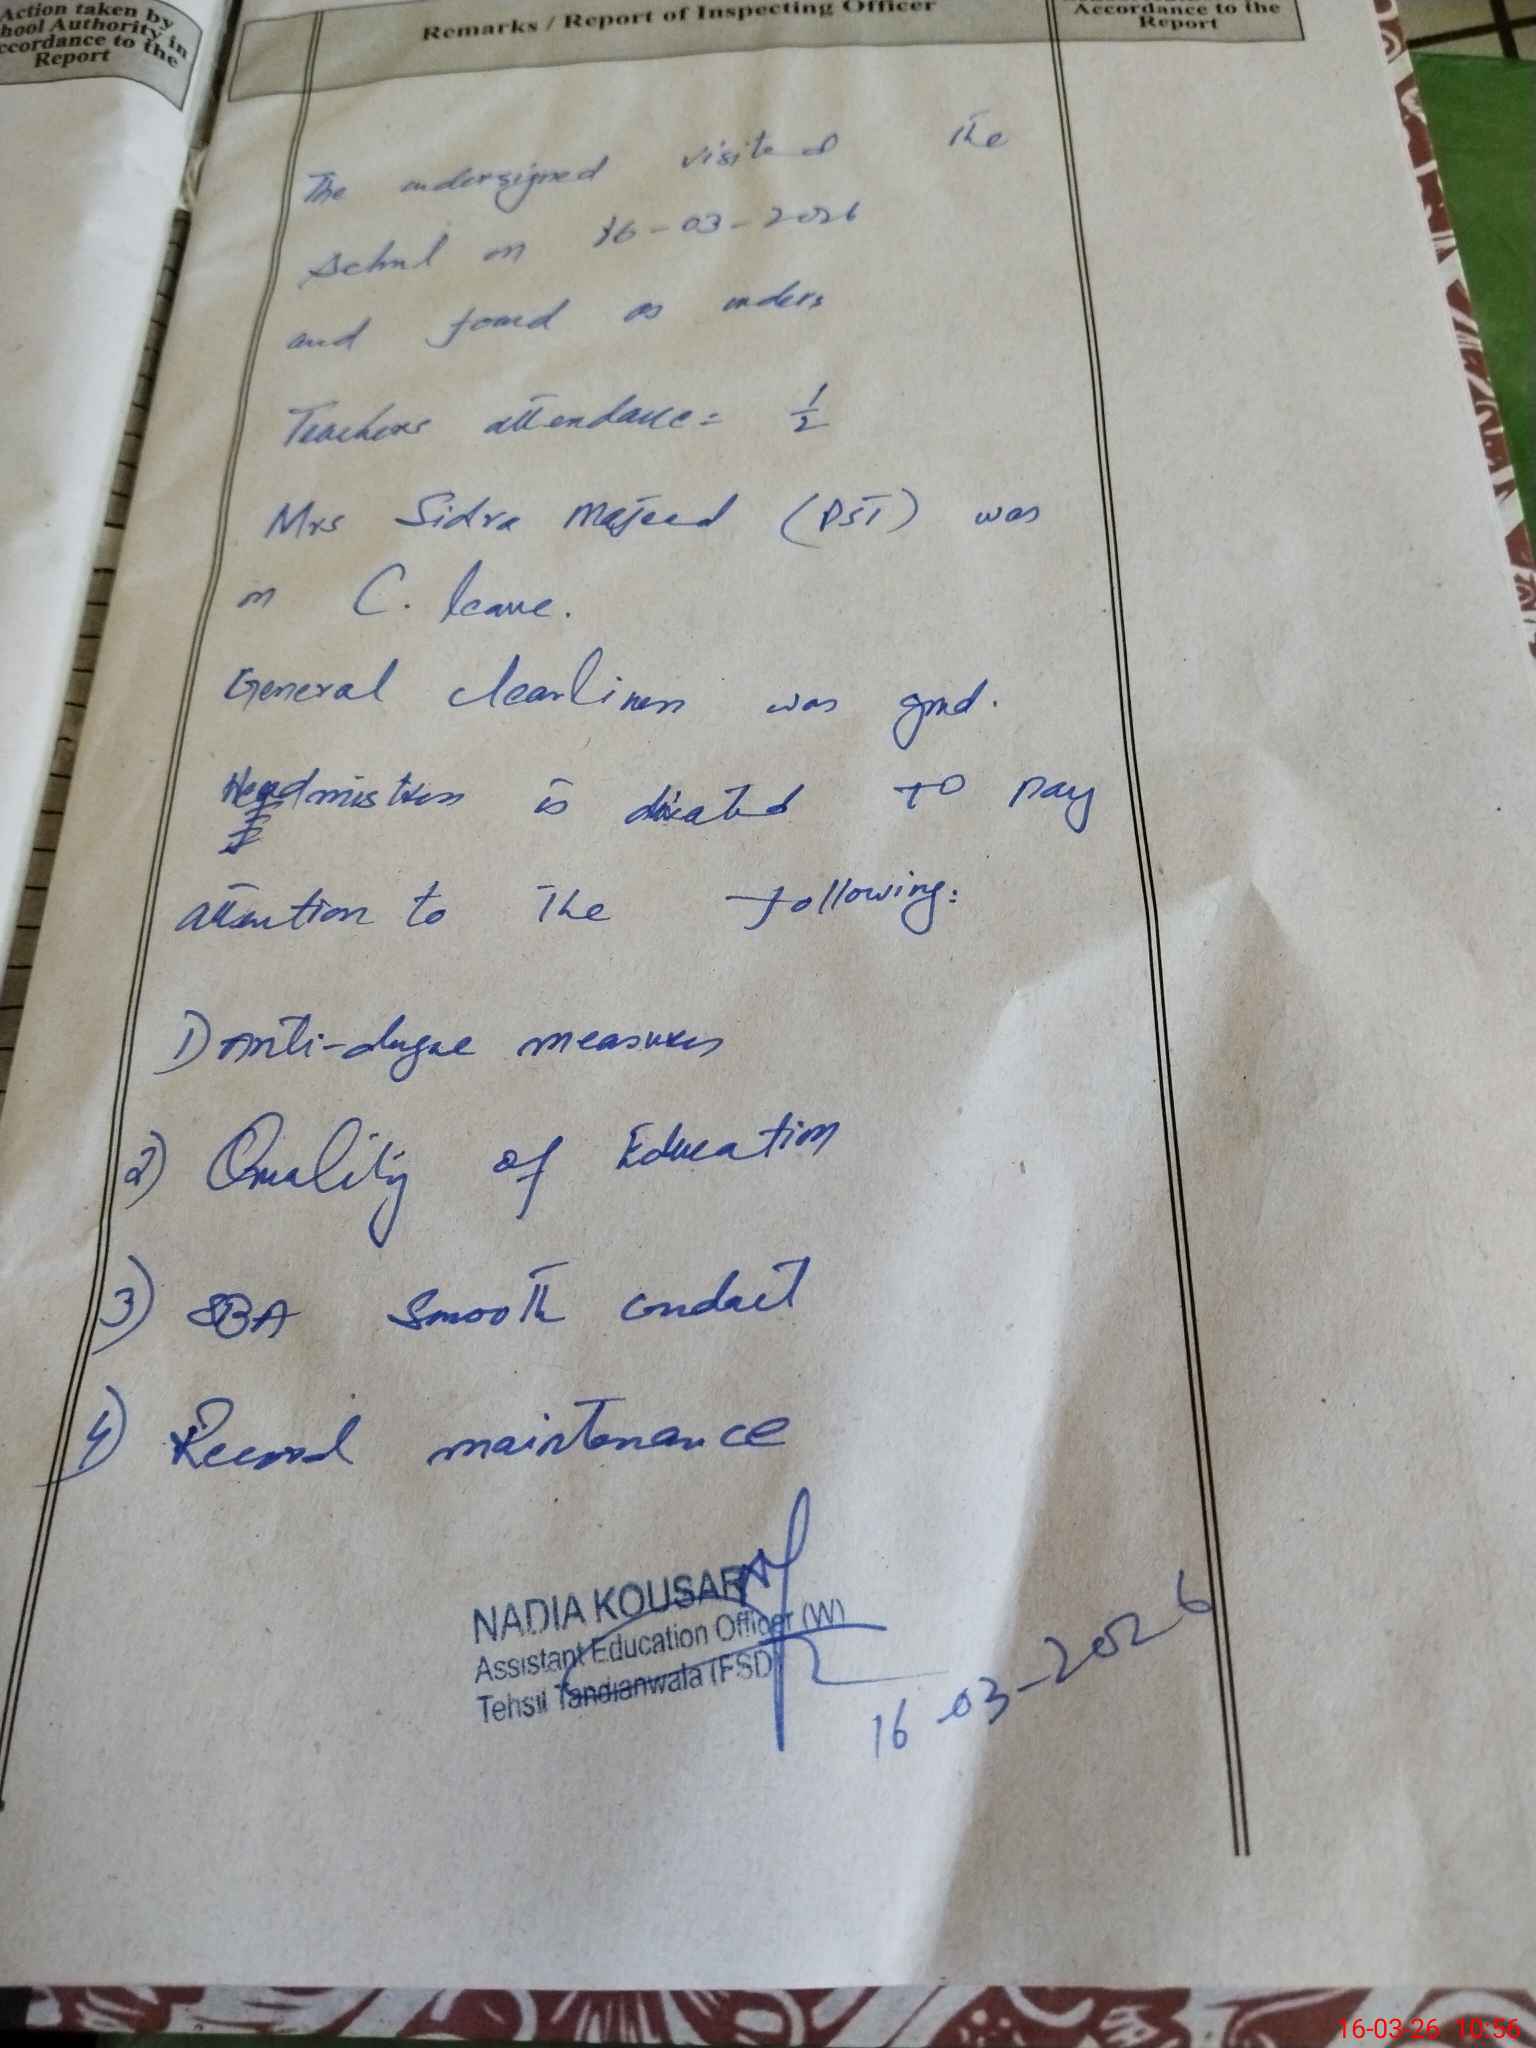 Action taken by
hool Authority in
ccordance to the
Report
Remarks / Report of Inspecting Officer
Accordance to the
Report
The undersigned visited the
School on 16-03-2026
and found as under,
Teachers attendance = 1/2
Mrs Sidra Majeed (PST) was
on C. leave.
General cleanliness was good.
Headmistress is directed to pay
attention to the following:
1) Anti-dengue measures
2) Quality of Education
3) SBA smooth conduct
4) Record maintenance
NADIA KOUSAR
Assistant Education Officer (W)
Tehsil Tandianwala (FSD)
16-03-2026
16-03-26 10:56